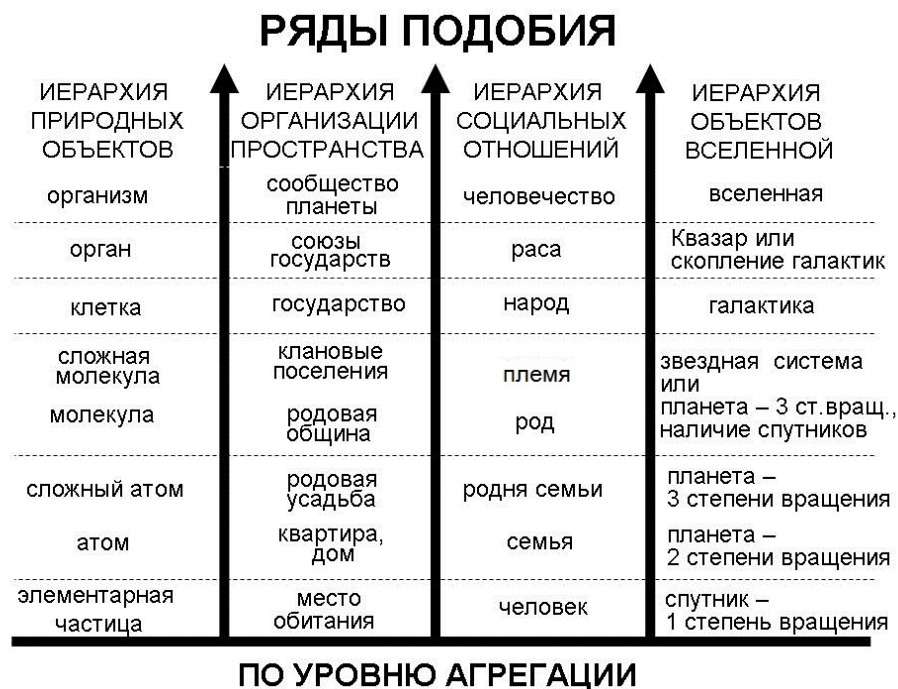 РЯДЫ ПОДОБИЯ
ИЕРАРХИЯ
ПРИРОДНЫХ
ОБЪЕКТОВ
ИЕРАРХИЯ
ОРГАНИЗАЦИИ
ПРОСТРАНСТВА
ИЕРАРХИЯ
СОЦИАЛЬНЫХ
ОТНОШЕНИЙ
ИЕРАРХИЯ
ОБЪЕКТОВ
ВСЕЛЕННОЙ
организм
сообщество
планеты
человечество
вселенная
орган
союзы
государств
раса
Квазар или
скопление галактик
клетка
государство
народ
галактика
сложная
молекула
клановые
поселения
племя
звездная система
или
планета – 3 ст.вращ.,
наличие спутников
молекула
родовая
община
род
сложный атом
родовая
усадьба
родня семьи
планета –
3 степени вращения
атом
квартира,
дом
семья
планета –
2 степени вращения
элементарная
частица
место
обитания
человек
спутник –
1 степень вращения
ПО УРОВНЮ АГРЕГАЦИИ